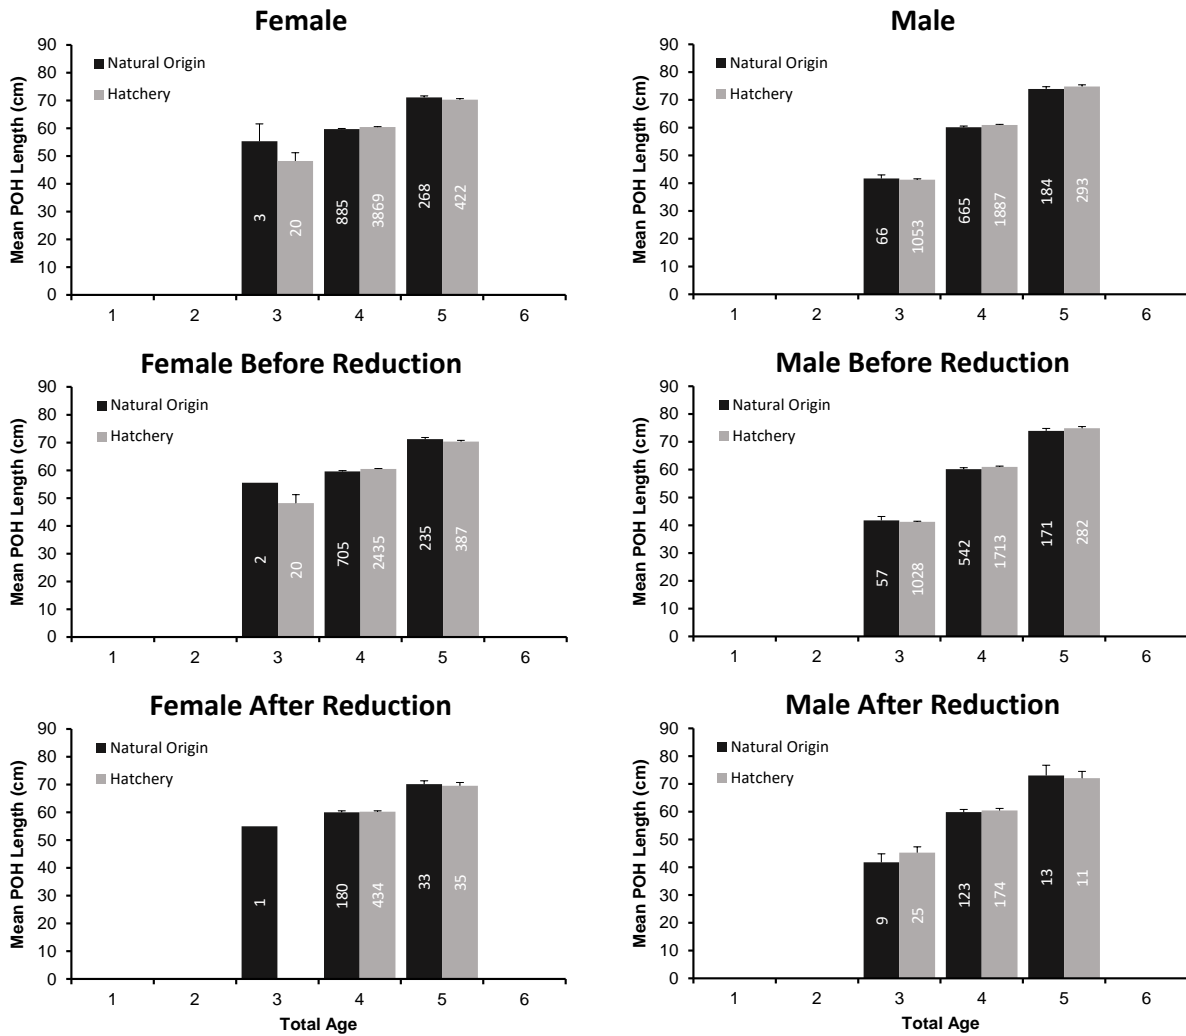 Female
Mean POH Length (cm)
90
80
70
60
50
40
30
20
10
0
Natural Origin
Hatchery
3
20
885
3869
268
422
1 2 3 4 5 6
Male
Mean POH Length (cm)
90
80
70
60
50
40
30
20
10
0
Natural Origin
Hatchery
66
1053
665
1887
184
293
1 2 3 4 5 6
Female Before Reduction
Mean POH Length (cm)
90
80
70
60
50
40
30
20
10
0
Natural Origin
Hatchery
2
20
705
2435
235
387
1 2 3 4 5 6
Male Before Reduction
Mean POH Length (cm)
90
80
70
60
50
40
30
20
10
0
Natural Origin
Hatchery
57
1028
542
1713
171
282
1 2 3 4 5 6
Female After Reduction
Mean POH Length (cm)
90
80
70
60
50
40
30
20
10
0
Natural Origin
Hatchery
1
180
434
33
35
1 2 3 4 5 6
Total Age
Male After Reduction
Mean POH Length (cm)
90
80
70
60
50
40
30
20
10
0
Natural Origin
Hatchery
9
25
123
174
13
11
1 2 3 4 5 6
Total Age